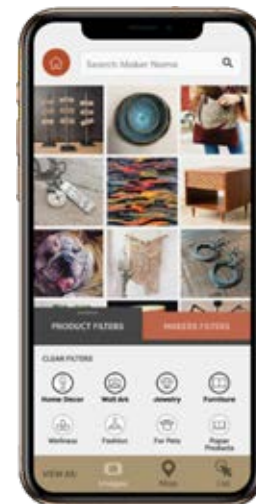 Search Maker Name
PRODUCT FILTERS MAKERS FILTERS
CLEAR FILTERS
Home Decor Wall Art Jewelry Furniture
Wellness Fashion For Pets Paper
Products
VIEW AS: Images Map List